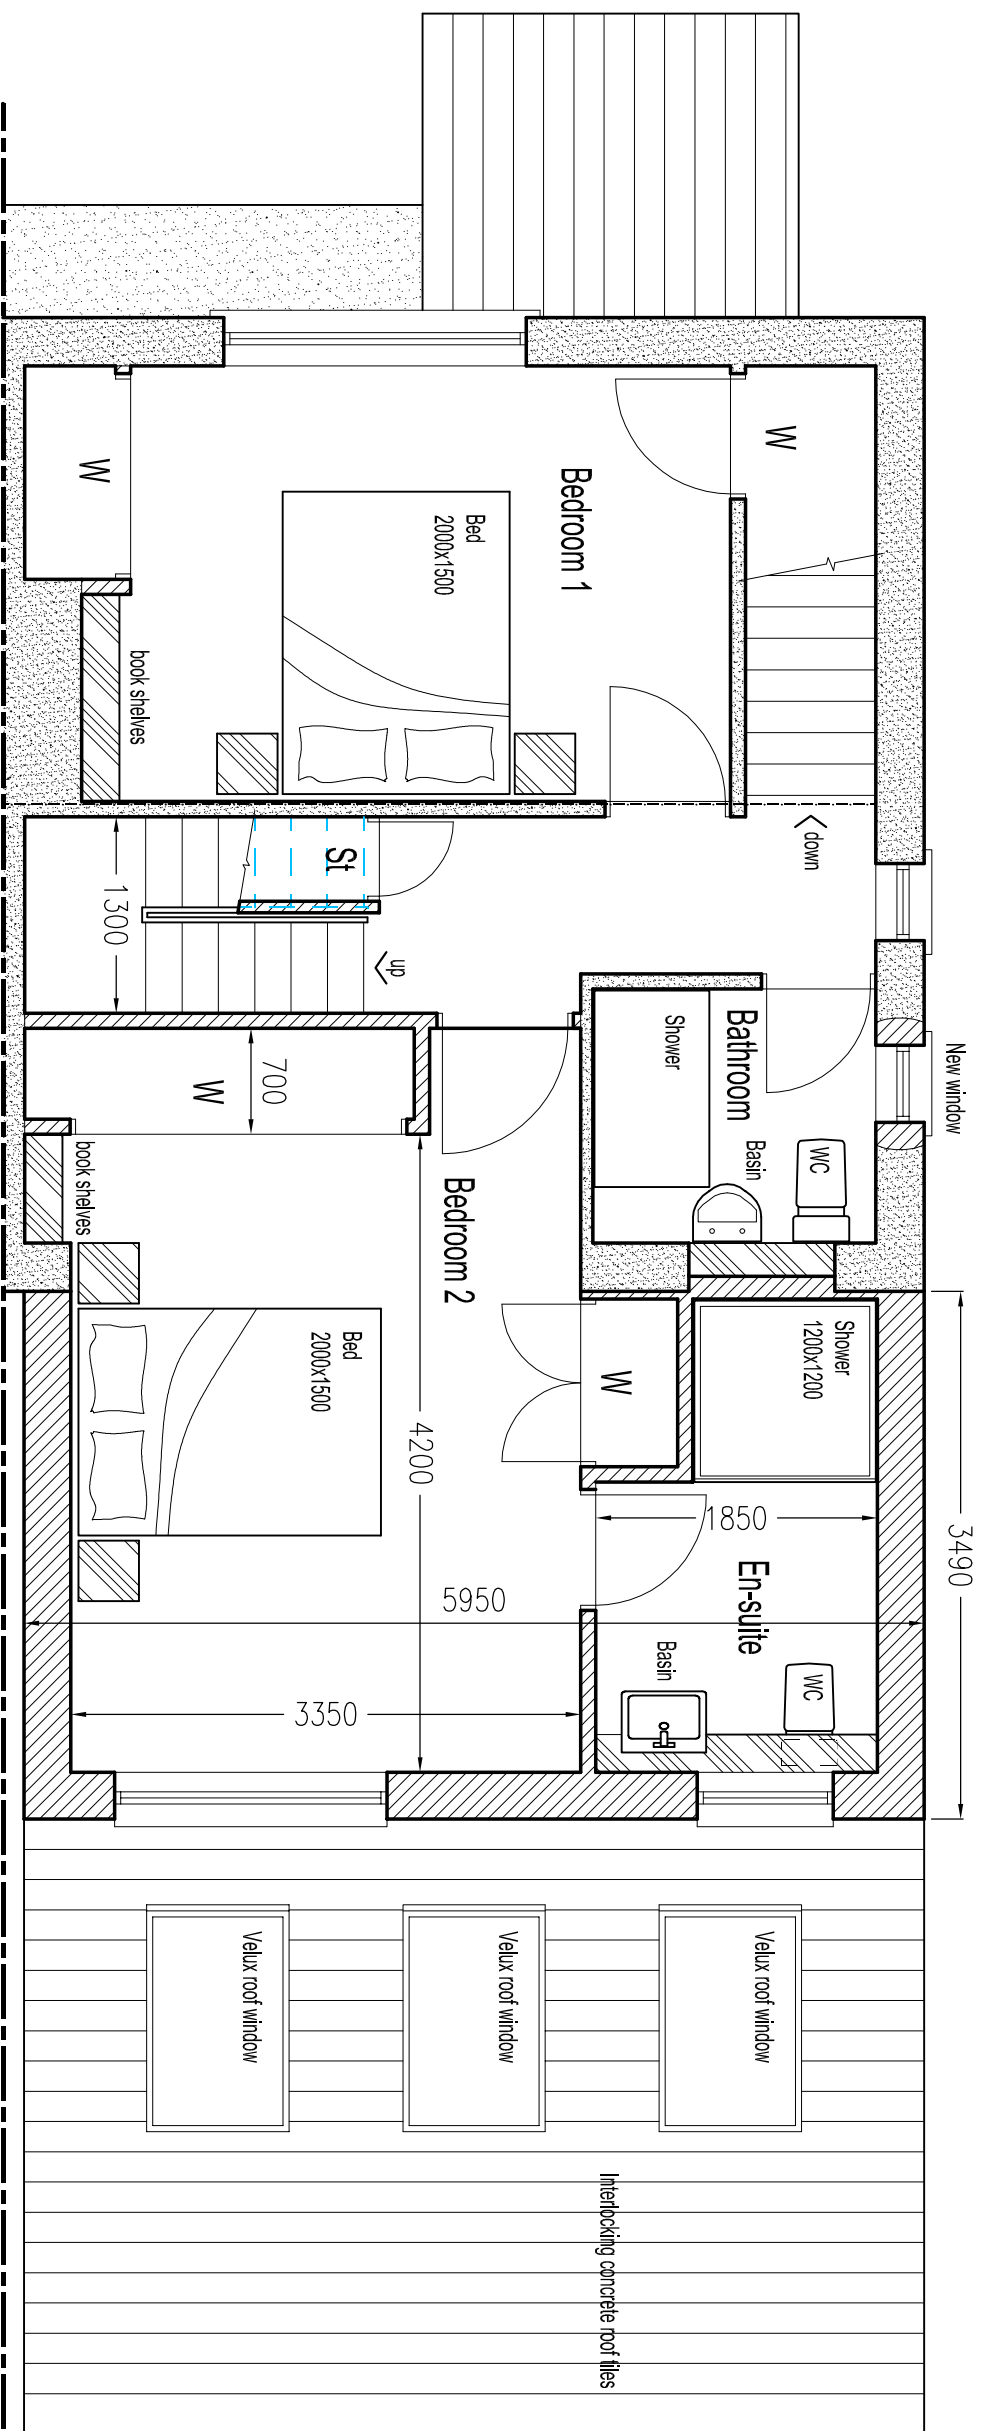 W
W
Bedroom 1
Bed
2000x1500
book shelves
down
St
1300
up
New window
Bathroom
Shower
Basin
WC
700
W
book shelves
Bedroom 2
Bed
2000x1500
W
Shower
1200x1200
4200
3490
1850
En-suite
5950
Basin
WC
3350
Velux roof window
Velux roof window
Velux roof window
Interlocking concrete roof tiles